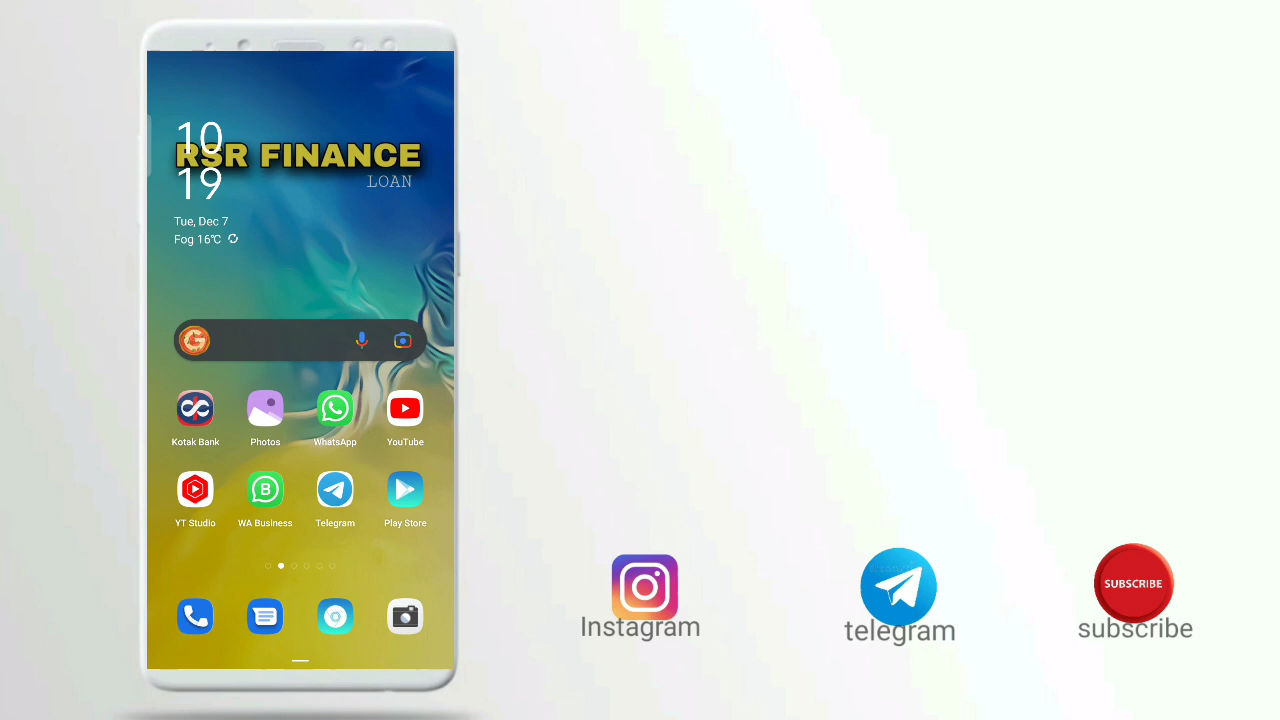 10
RSR FINANCE
LOAN
19
Tue, Dec 7
Fog 16°C
Kotak Bank
Photos
WhatsApp
YouTube
YT Studio
WA Business
Telegram
Play Store
Instagram
telegram
SUBSCRIBE
subscribe